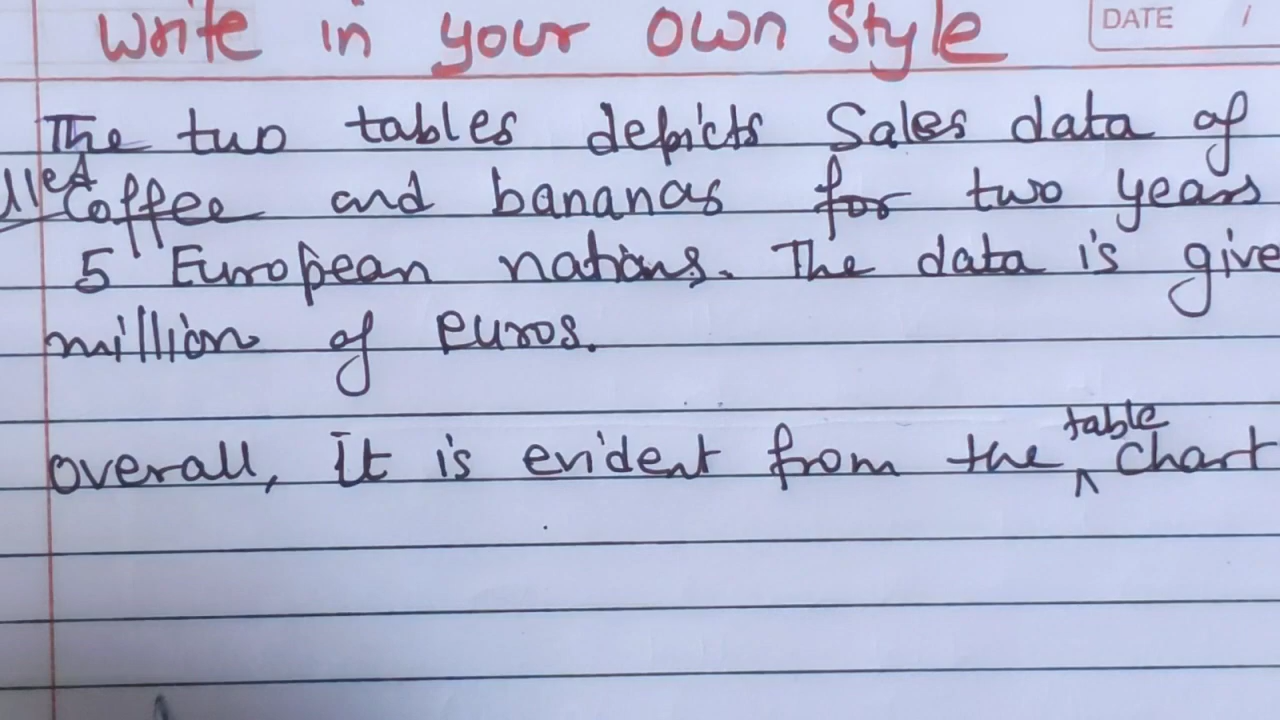 Write in your own Style
DATE /
The two tables depicts Sales data of
Coffee and bananas for two years
5 European nations. The data is give
million of euros.
table
overall, It is evident from the ^ Chart